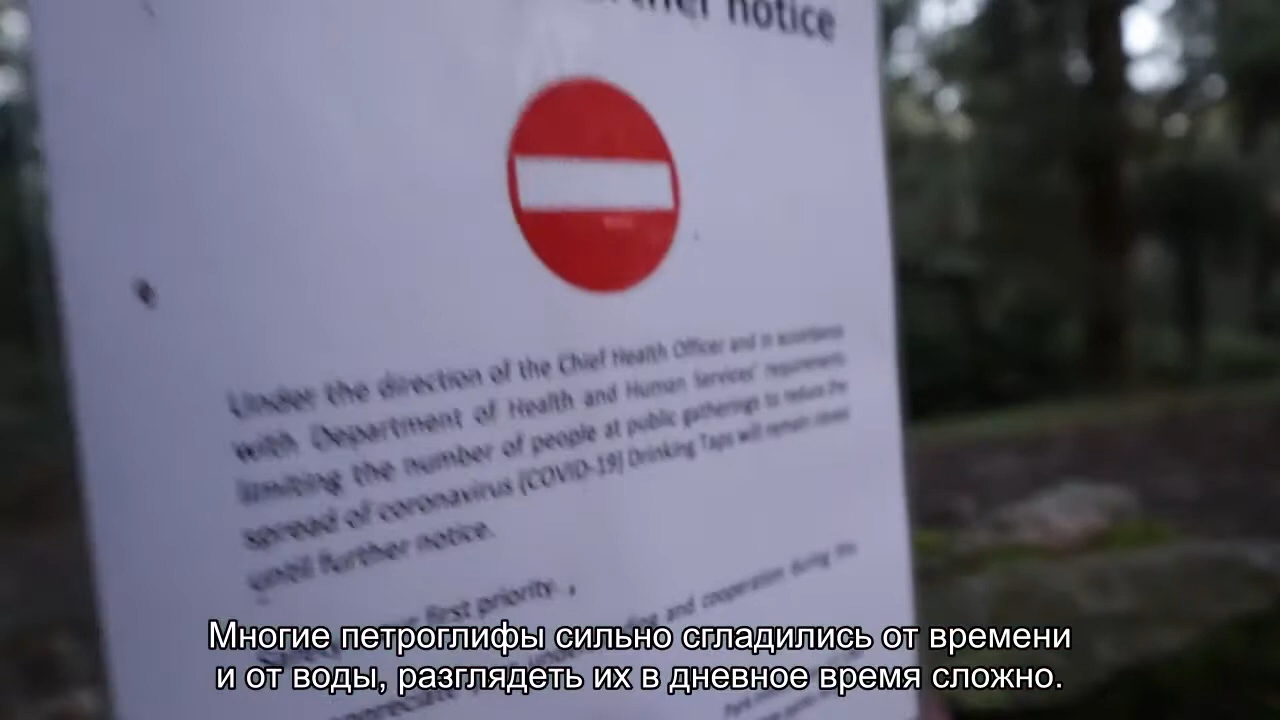 further notice
Under the direction of the Chief Health Officer and in accordance
with Department of Health and Human Services' requirements
limiting the number of people at public gatherings to reduce the
spread of coronavirus (COVID-19) Drinking Taps will remain closed
until further notice.
first priority.
and cooperation during this
appreciate
Многие петроглифы сильно сгладились от времени
и от воды, разглядеть их в дневное время сложно.